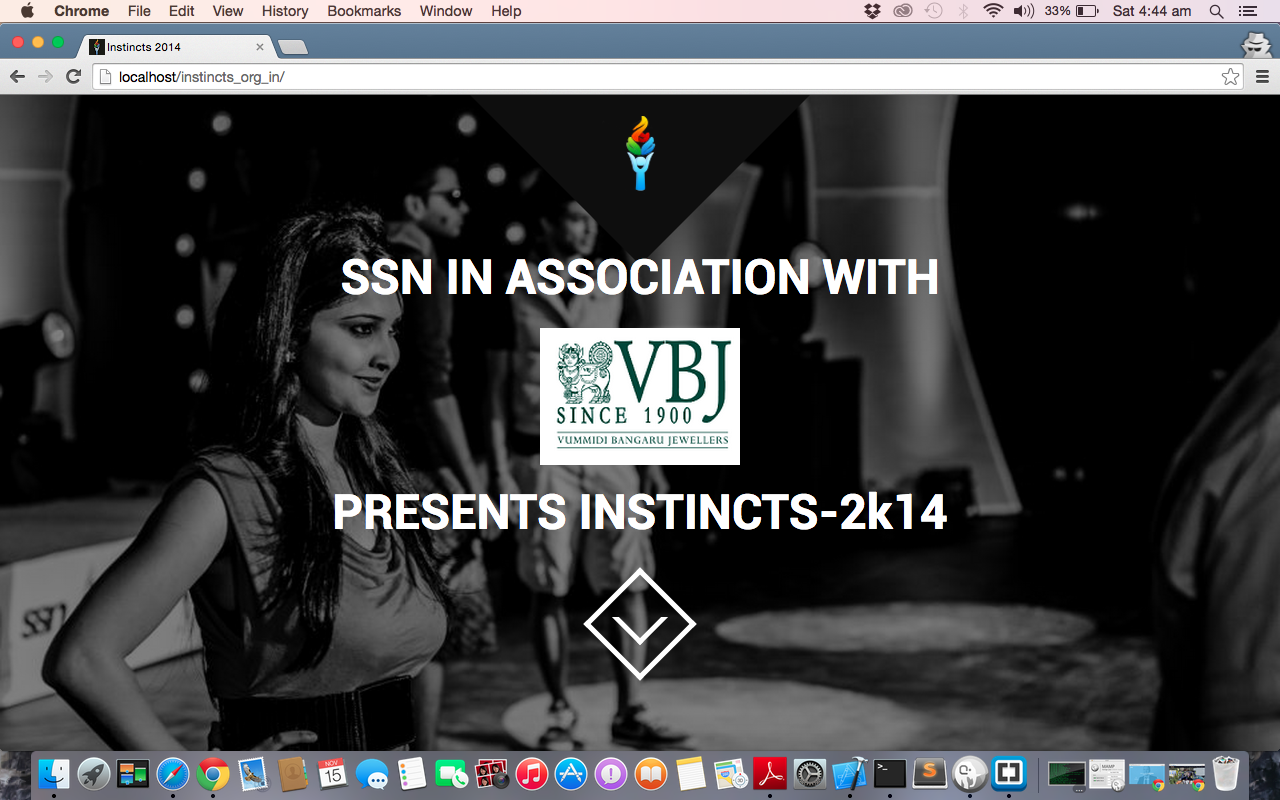 Chrome File Edit View History Bookmarks Window Help 33% Sat 4:44 am
Instincts 2014
localhost/instincts_org_in/
SSN IN ASSOCIATION WITH
VBJ
SINCE 1900
VUMMIDI BANGARU JEWELLERS
PRESENTS INSTINCTS-2k14
SSN
NOV
15